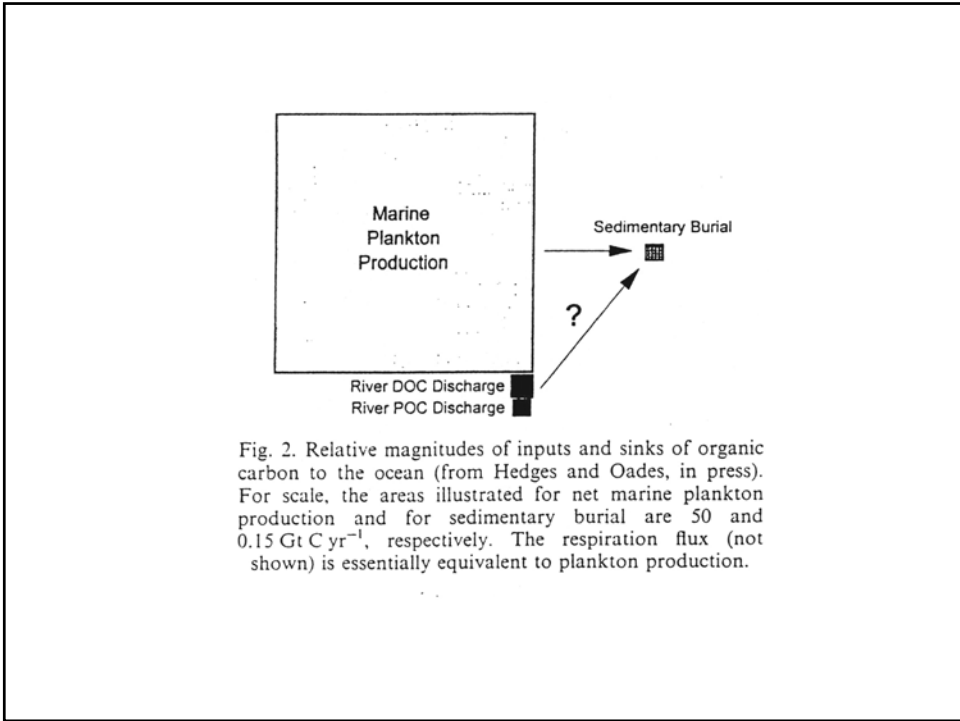 Marine
Plankton
Production
Sedimentary Burial
?
River DOC Discharge
River POC Discharge
Fig. 2. Relative magnitudes of inputs and sinks of organic
carbon to the ocean (from Hedges and Oades, in press).
For scale, the areas illustrated for net marine plankton
production and for sedimentary burial are 50 and
0.15 Gt C yr⁻¹, respectively. The respiration flux (not
shown) is essentially equivalent to plankton production.